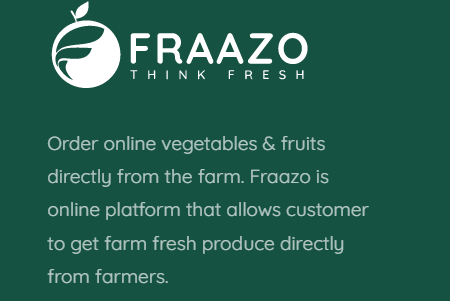 FRAAZO
THINK FRESH
Order online vegetables & fruits
directly from the farm. Fraazo is
online platform that allows customer
to get farm fresh produce directly
from farmers.